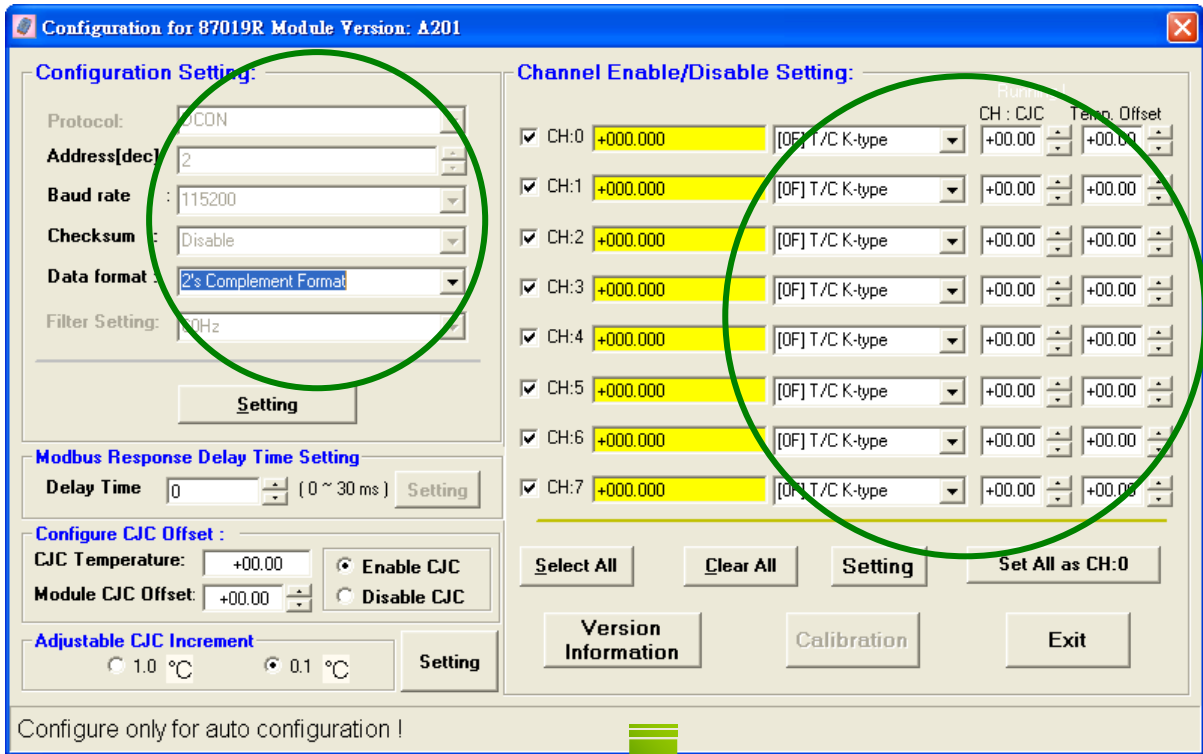 Configuration for 87019R Module Version: A201
Configuration Setting:
Protocol: DCON
Address[dec] 2
Baud rate : 115200
Checksum : Disable
Data format : 2's Complement Format
Filter Setting: 60Hz
Setting
Modbus Response Delay Time Setting
Delay Time 0 ( 0 ~ 30 ms ) Setting
Configure CJC Offset :
CJC Temperature: +00.00
Module CJC Offset: +00.00
Enable CJC
Disable CJC
Adjustable CJC Increment
1.0 °C 0.1 °C
Setting
Channel Enable/Disable Setting:
Running!
CH : CJC Temp. Offset
CH:0 +000.000 [0F] T/C K-type +00.00 +00.00
CH:1 +000.000 [0F] T/C K-type +00.00 +00.00
CH:2 +000.000 [0F] T/C K-type +00.00 +00.00
CH:3 +000.000 [0F] T/C K-type +00.00 +00.00
CH:4 +000.000 [0F] T/C K-type +00.00 +00.00
CH:5 +000.000 [0F] T/C K-type +00.00 +00.00
CH:6 +000.000 [0F] T/C K-type +00.00 +00.00
CH:7 +000.000 [0F] T/C K-type +00.00 +00.00
Select All Clear All Setting Set All as CH:0
Version Information
Calibration
Exit
Configure only for auto configuration !